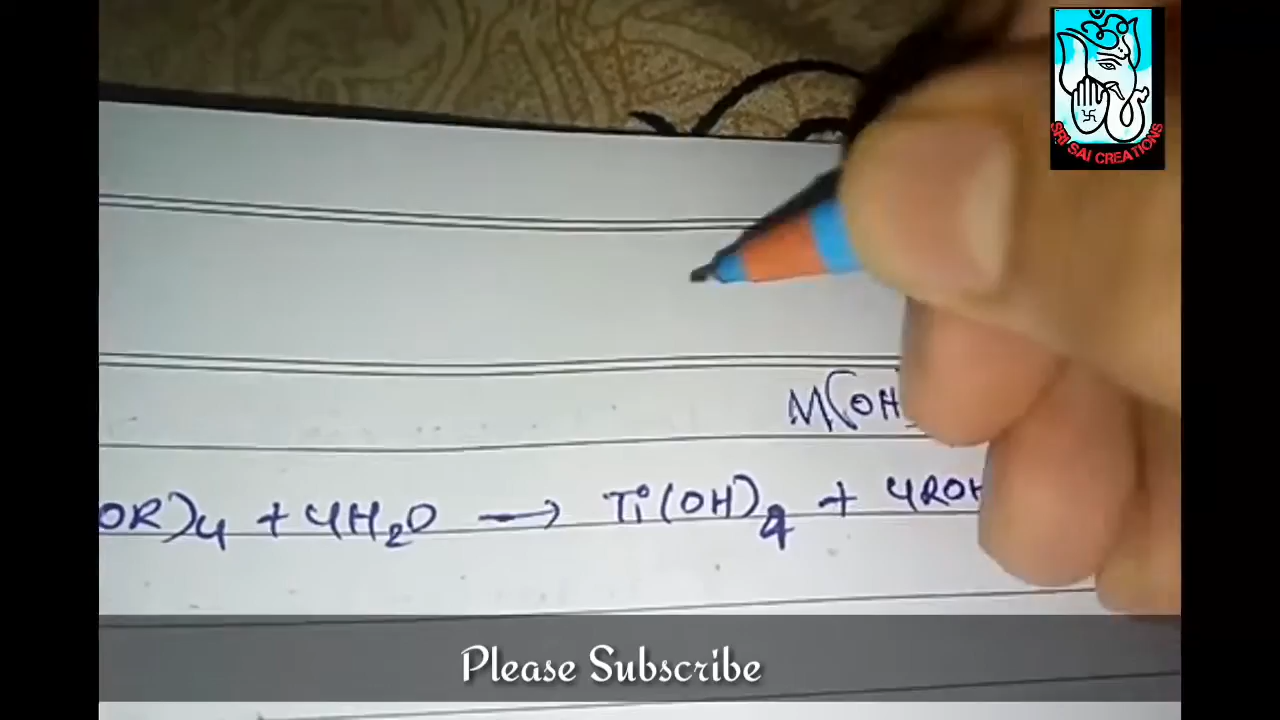 SRI SAI CREATIONS
M(OH)
OR)4 + 4H2O → Ti(OH)4 + 4ROH
Please Subscribe